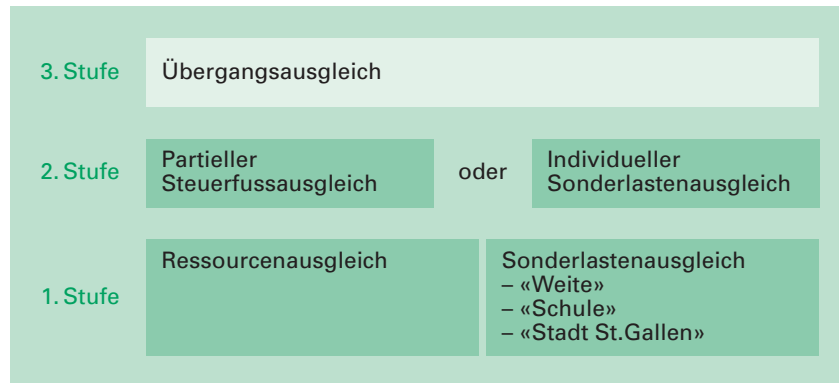 3. Stufe
Übergangsausgleich
2. Stufe
Partieller
Steuerfussausgleich
oder
Individueller
Sonderlastenausgleich
1. Stufe
Ressourcenausgleich
Sonderlastenausgleich
– «Weite»
– «Schule»
– «Stadt St.Gallen»